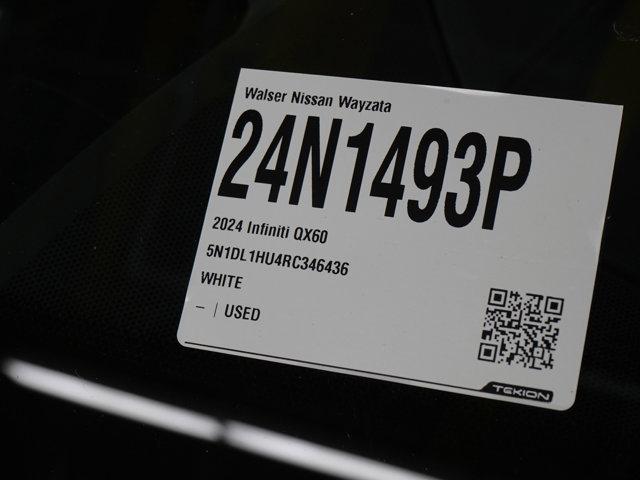 Walser Nissan Wayzata
24N1493P
2024 Infiniti QX60
5N1DL1HU4RC346436
WHITE
– | USED
TEKION